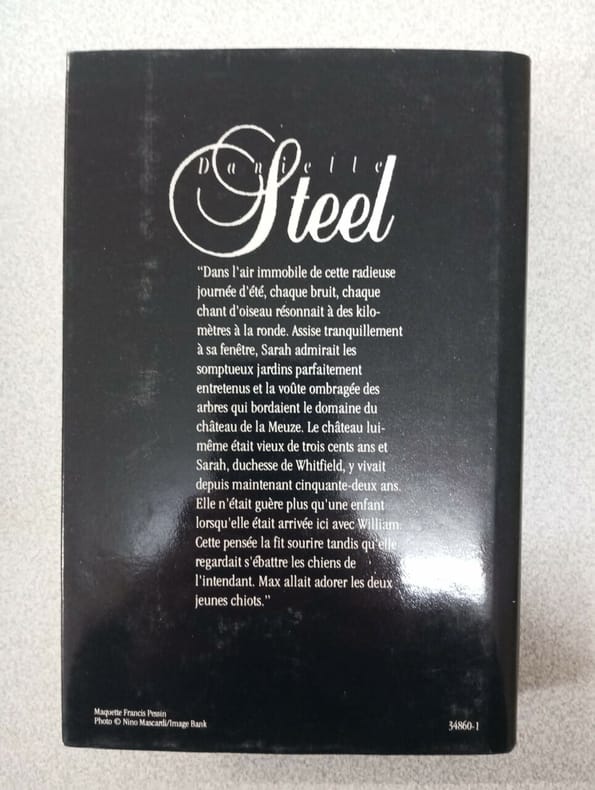 Danielle
Steel
"Dans l'air immobile de cette radieuse
journée d'été, chaque bruit, chaque
chant d'oiseau résonnait à des kilo-
mètres à la ronde. Assise tranquillement
à sa fenêtre, Sarah admirait les
somptueux jardins parfaitement
entretenus et la voûte ombragée des
arbres qui bordaient le domaine du
château de la Meuze. Le château lui-
même était vieux de trois cents ans et
Sarah, duchesse de Whitfield, y vivait
depuis maintenant cinquante-deux ans.
Elle n'était guère plus qu'une enfant
lorsqu'elle était arrivée ici avec William.
Cette pensée la fit sourire tandis qu'elle
regardait s'ébattre les chiens de
l'intendant. Max allait adorer les deux
jeunes chiots."
Maquette Francis Pessin
Photo © Nino Mascardi/Image Bank
34860-1